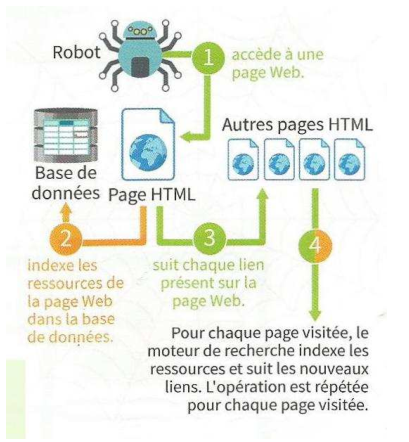 Robot
1
accède à une
page Web.
Autres pages HTML
Base de
données
Page HTML
2
3
4
indexe les
ressources de
la page Web
dans la base
de données.
suit chaque lien
présent sur la
page Web.
Pour chaque page visitée, le
moteur de recherche indexe les
ressources et suit les nouveaux
liens. L'opération est répétée
pour chaque page visitée.